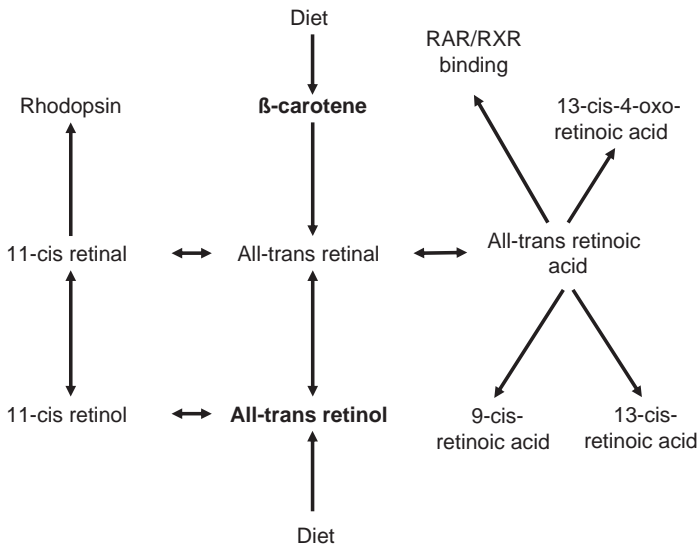 Diet
RAR/RXR
binding
Rhodopsin
ß-carotene
13-cis-4-oxo-
retinoic acid
11-cis retinal
All-trans retinal
All-trans retinoic
acid
11-cis retinol
All-trans retinol
9-cis-
retinoic acid
13-cis-
retinoic acid
Diet